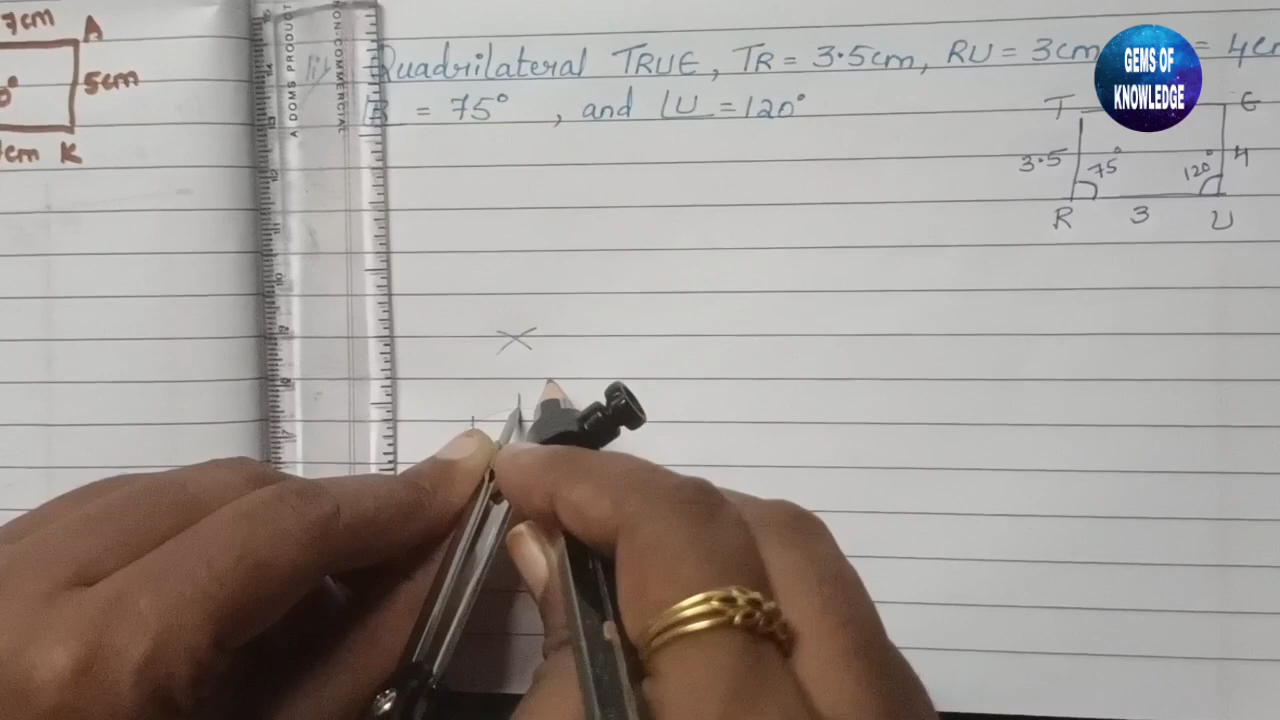 7cm A
5cm
cm K
Quadrilateral TRUE, TR = 3.5cm, RU = 3cm = 4cm
= 75°, and ∠U = 120°
GEMS OF
KNOWLEDGE
A DOMS PRODUCT
NON-COMMERCIAL
T E
3.5 75° 120° 4
R 3 U